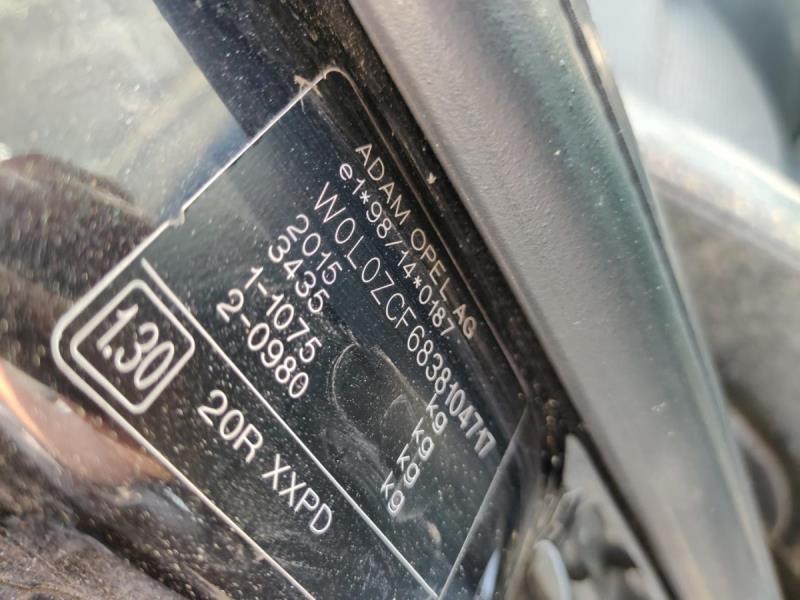 ADAM OPEL AG
e1*98/14*0187
W0L0ZCF6838104717
2015 kg
3435 kg
1-1075 kg
2-0980 kg
1.30 20R XXPD